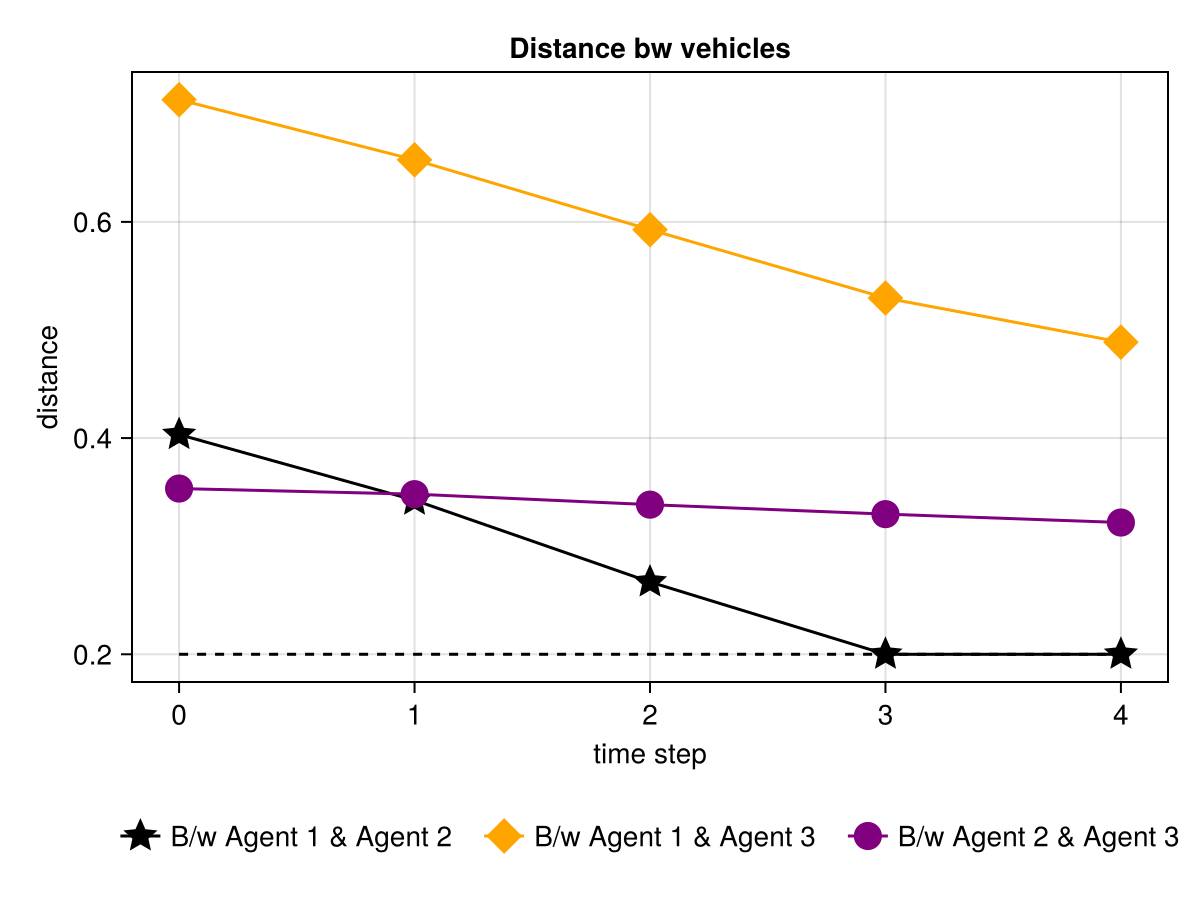 Distance bw vehicles
distance
0.6
0.4
0.2
0 1 2 3 4
time step
B/w Agent 1 & Agent 2 B/w Agent 1 & Agent 3 B/w Agent 2 & Agent 3